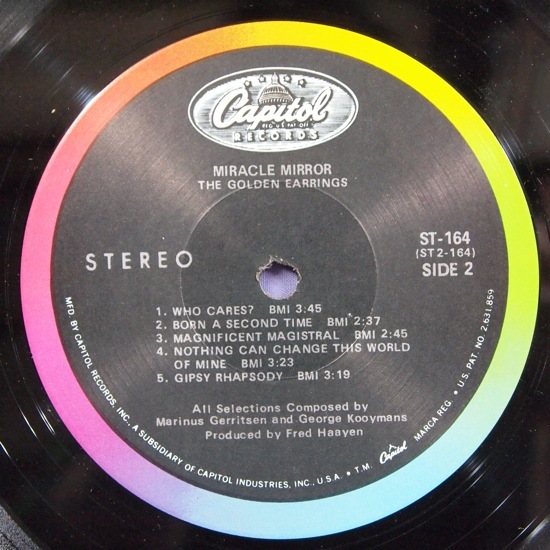 Capitol
REG. U.S. PAT. OFF.
RECORDS
MIRACLE MIRROR
THE GOLDEN EARRINGS
STEREO
ST-164
(ST2-164)
SIDE 2
1. WHO CARES? BMI 3:45
2. BORN A SECOND TIME BMI 2:37
3. MAGNIFICENT MAGISTRAL BMI 2:45
4. NOTHING CAN CHANGE THIS WORLD
OF MINE BMI 3:23
5. GIPSY RHAPSODY BMI 3:19
All Selections Composed by
Marinus Gerritsen and George Kooymans
Produced by Fred Haayen
MFD. BY CAPITOL RECORDS, INC., A SUBSIDIARY OF CAPITOL INDUSTRIES, INC., U.S.A. • T.M. Capitol MARCA REG. • U.S. PAT. NO. 2,631,859